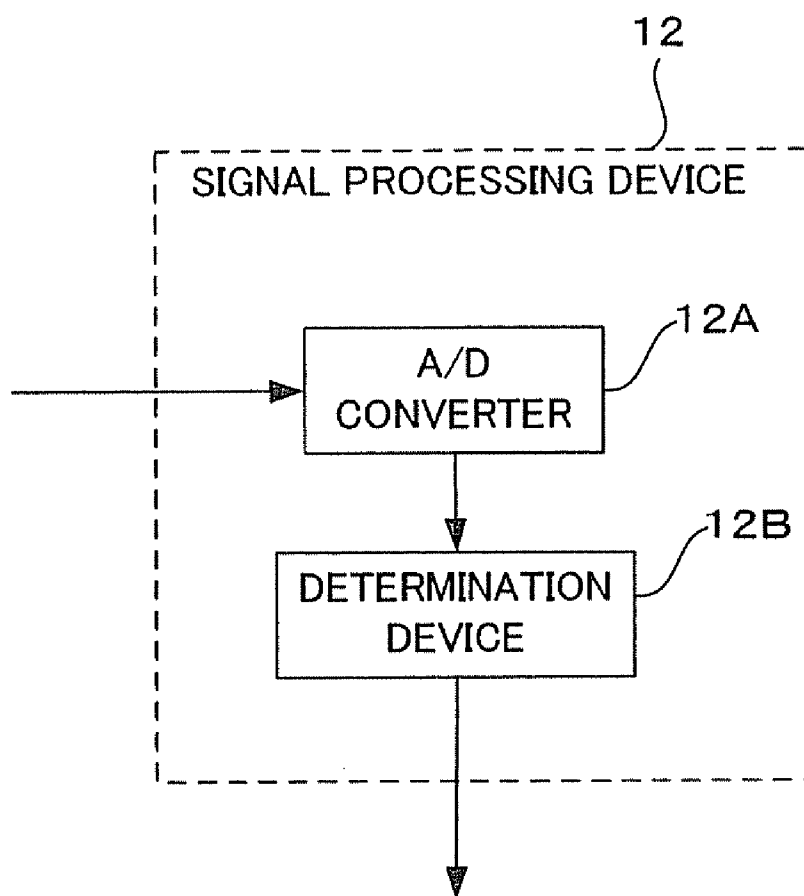 12
SIGNAL PROCESSING DEVICE
12A
A/D
CONVERTER
12B
DETERMINATION
DEVICE